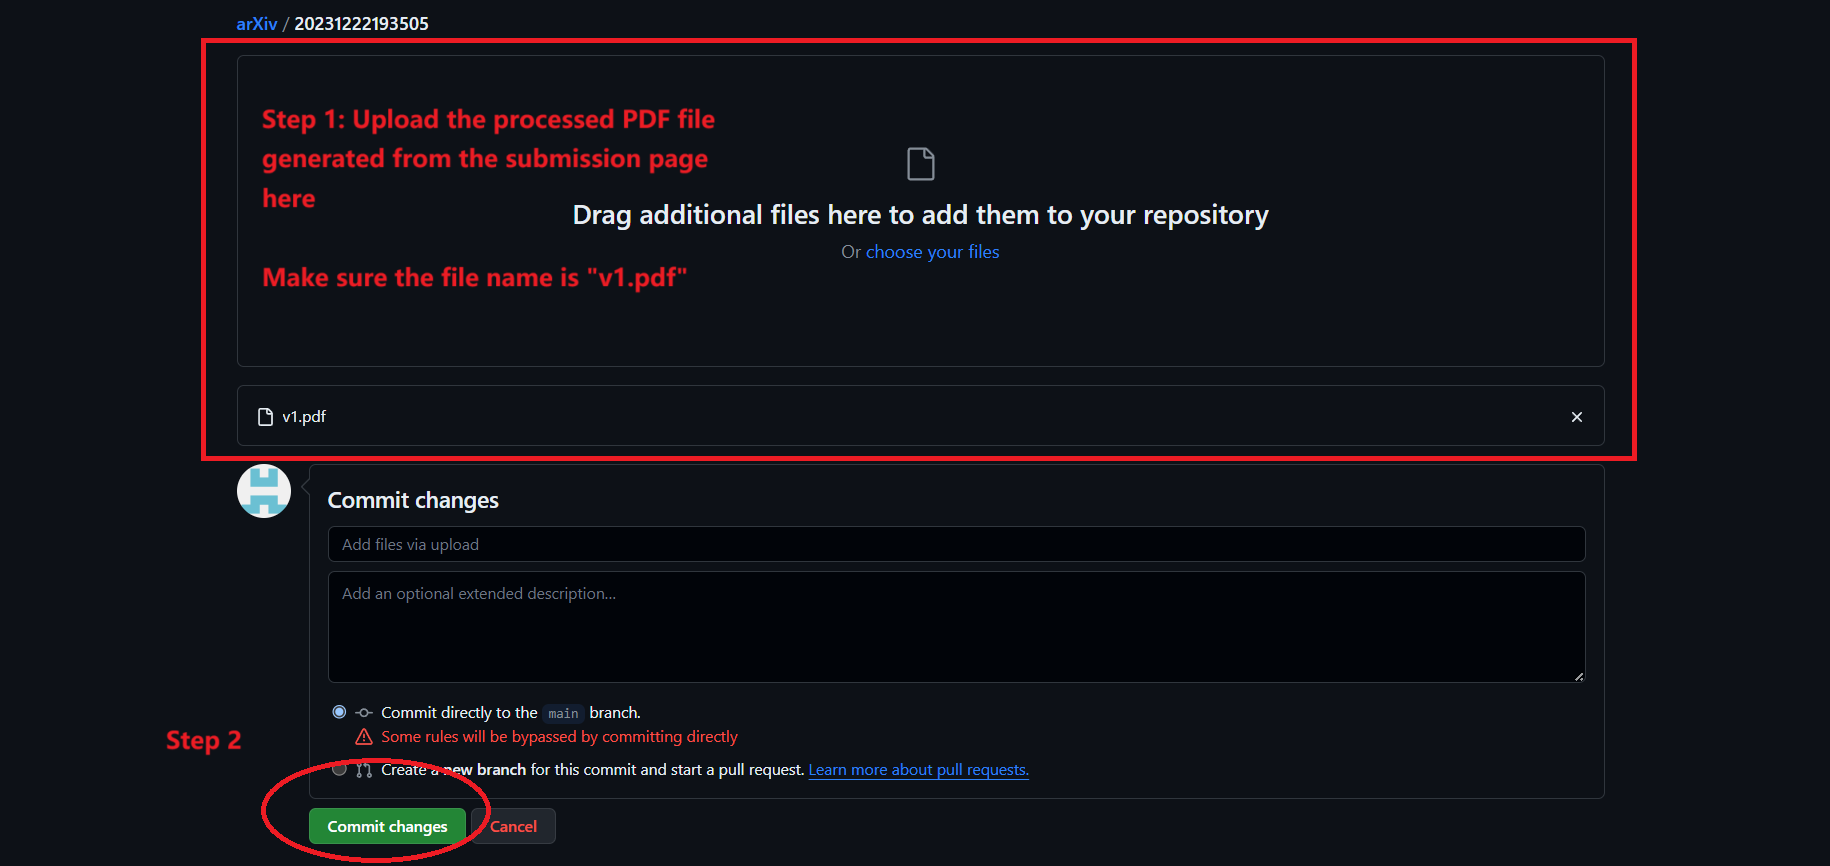 arXiv / 20231222193505
Step 1: Upload the processed PDF file
generated from the submission page
here
Drag additional files here to add them to your repository
Or choose your files
Make sure the file name is "v1.pdf"
v1.pdf
Commit changes
Add files via upload
Add an optional extended description...
Commit directly to the main branch.
Some rules will be bypassed by committing directly
Step 2
Create a new branch for this commit and start a pull request. Learn more about pull requests.
Commit changes
Cancel